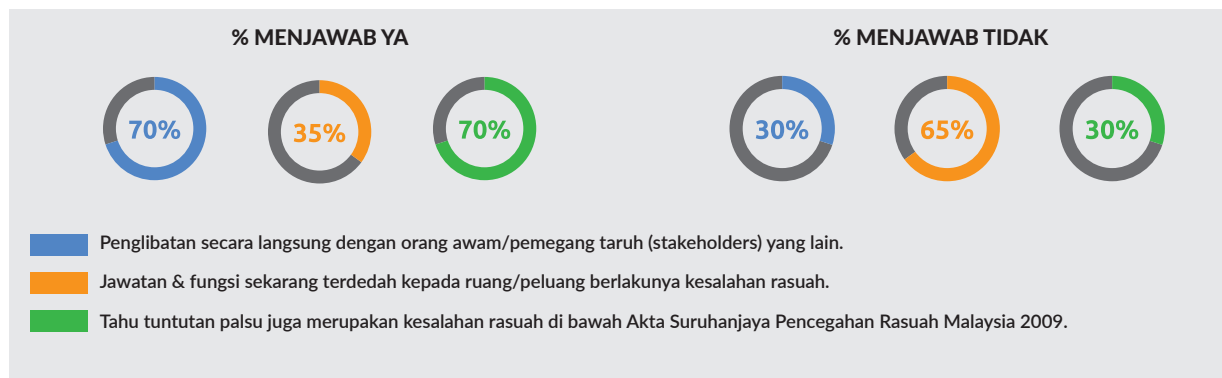 % MENJAWAB YA
70%
35%
70%
% MENJAWAB TIDAK
30%
65%
30%
Penglibatan secara langsung dengan orang awam/pemegang taruh (stakeholders) yang lain.
Jawatan & fungsi sekarang terdedah kepada ruang/peluang berlakunya kesalahan rasuah.
Tahu tuntutan palsu juga merupakan kesalahan rasuah di bawah Akta Suruhanjaya Pencegahan Rasuah Malaysia 2009.